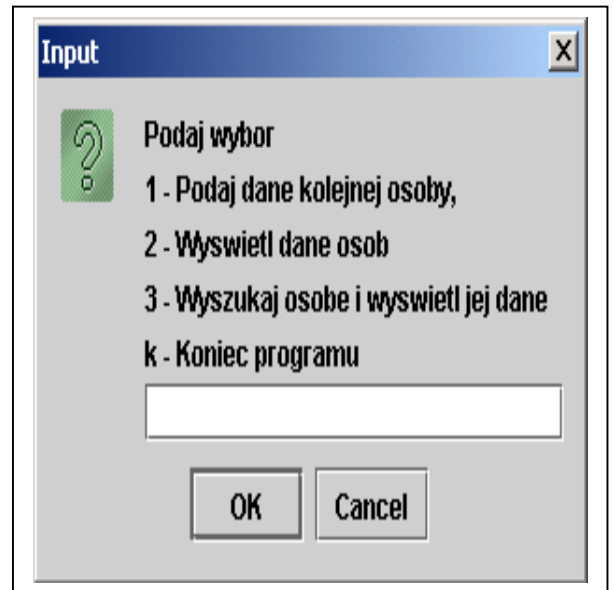 Input
Podaj wybor
1 - Podaj dane kolejnej osoby,
2 - Wyswietl dane osob
3 - Wyszukaj osobe i wyswietl jej dane
k - Koniec programu
OK Cancel